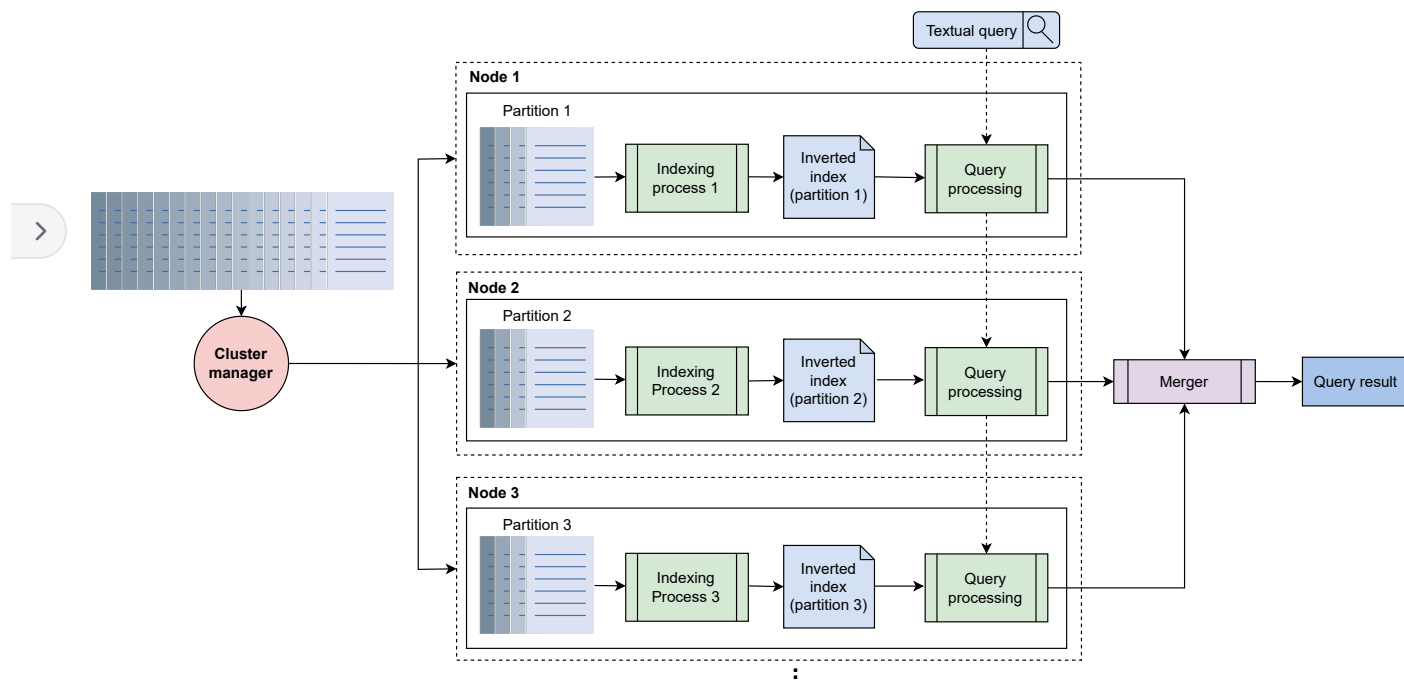 Textual query
Node 1
Partition 1
Indexing
process 1
Inverted
index
(partition 1)
Query
processing
Cluster
manager
Node 2
Partition 2
Indexing
Process 2
Inverted
index
(partition 2)
Query
processing
Merger
Query result
Node 3
Partition 3
Indexing
Process 3
Inverted
index
(partition 3)
Query
processing